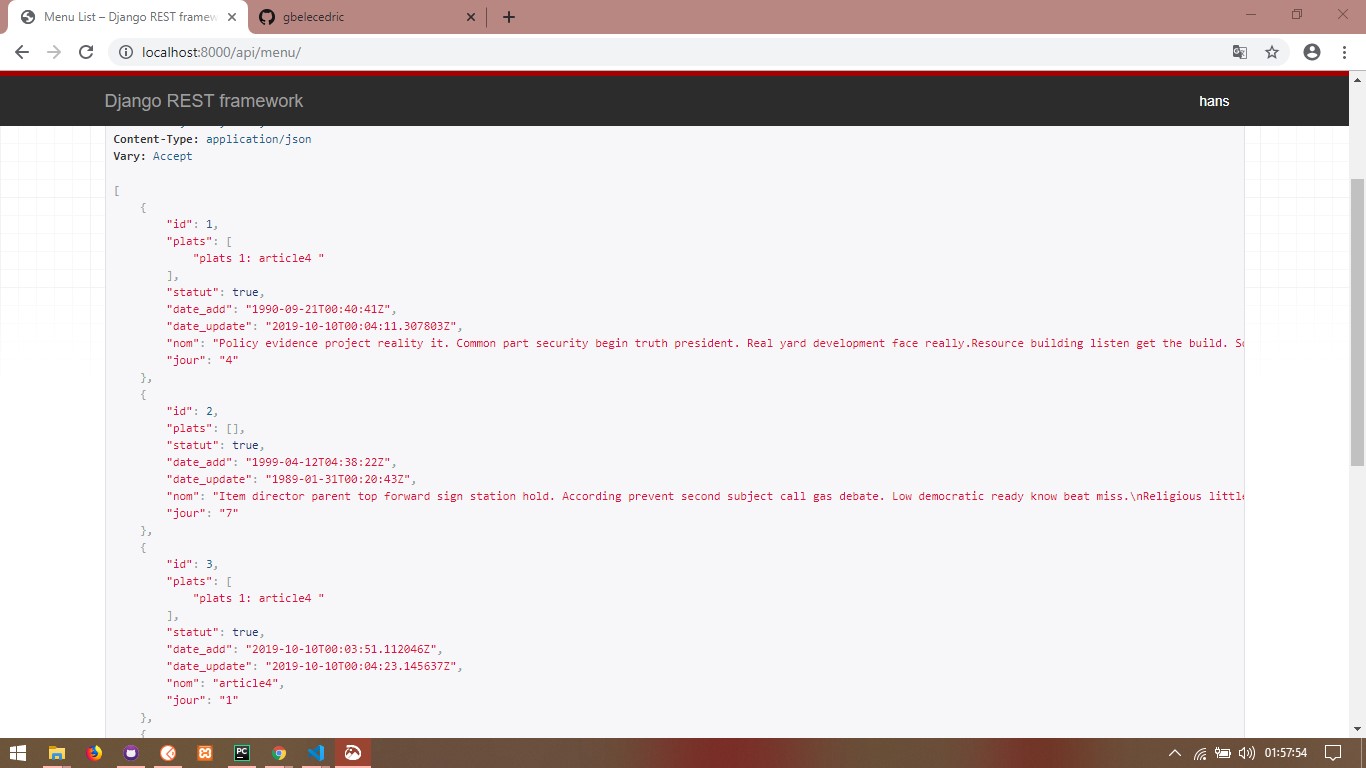 Menu List – Django REST framew
gbelecedric
localhost:8000/api/menu/
Django REST framework
hans
Content-Type: application/json
Vary: Accept
[
{
"id": 1,
"plats": [
"plats 1: article4 "
],
"statut": true,
"date_add": "1990-09-21T00:40:41Z",
"date_update": "2019-10-10T00:04:11.307803Z",
"nom": "Policy evidence project reality it. Common part security begin truth president. Real yard development face really.Resource building listen get the build. So
"jour": "4"
},
{
"id": 2,
"plats": [],
"statut": true,
"date_add": "1999-04-12T04:38:22Z",
"date_update": "1989-01-31T00:20:43Z",
"nom": "Item director parent top forward sign station hold. According prevent second subject call gas debate. Low democratic ready know beat miss.\nReligious little
"jour": "7"
},
{
"id": 3,
"plats": [
"plats 1: article4 "
],
"statut": true,
"date_add": "2019-10-10T00:03:51.112046Z",
"date_update": "2019-10-10T00:04:23.145637Z",
"nom": "article4",
"jour": "1"
},
{
PC
01:57:54